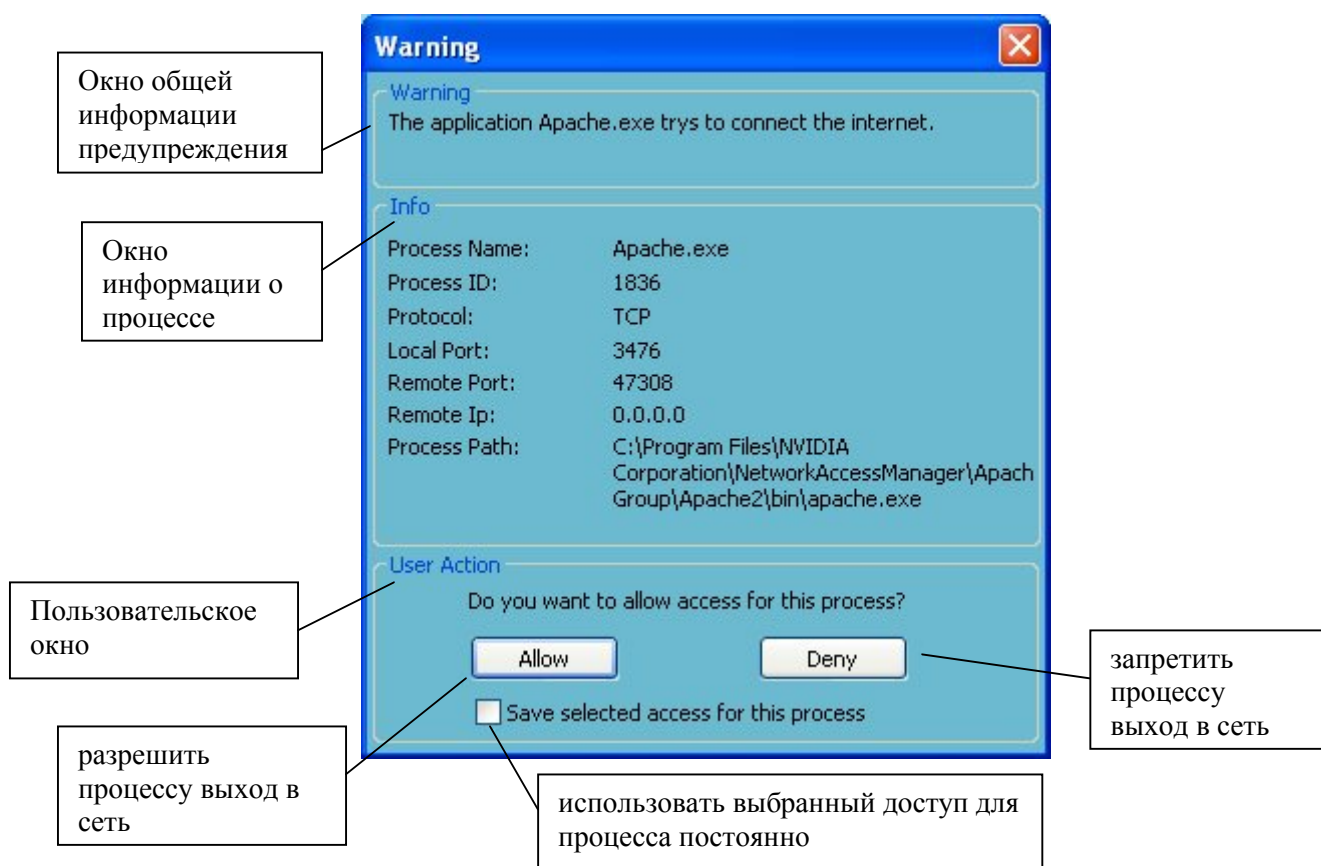 Warning
Окно общей
информации
предупреждения
Warning
The application Apache.exe trys to connect the internet.
Окно
информации о
процессе
Info
Process Name: Apache.exe
Process ID: 1836
Protocol: TCP
Local Port: 3476
Remote Port: 47308
Remote Ip: 0.0.0.0
Process Path: C:\Program Files\NVIDIA
Corporation\NetworkAccessManager\Apach
Group\Apache2\bin\apache.exe
Пользовательское
окно
User Action
Do you want to allow access for this process?
Allow
Deny
Save selected access for this process
запретить
процессу
выход в сеть
разрешить
процессу выход в
сеть
использовать выбранный доступ для
процесса постоянно